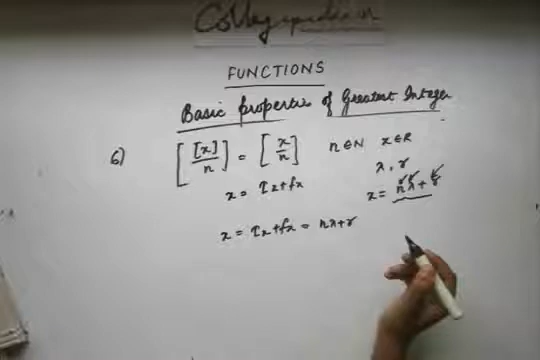 FUNCTIONS
Basic properties of Greatest Integer
6) [[x]/n] = [x/n] n∈N x∈R
λ, r
x = Ix+fx x = nλ+r
x = Ix+fx = nλ+r